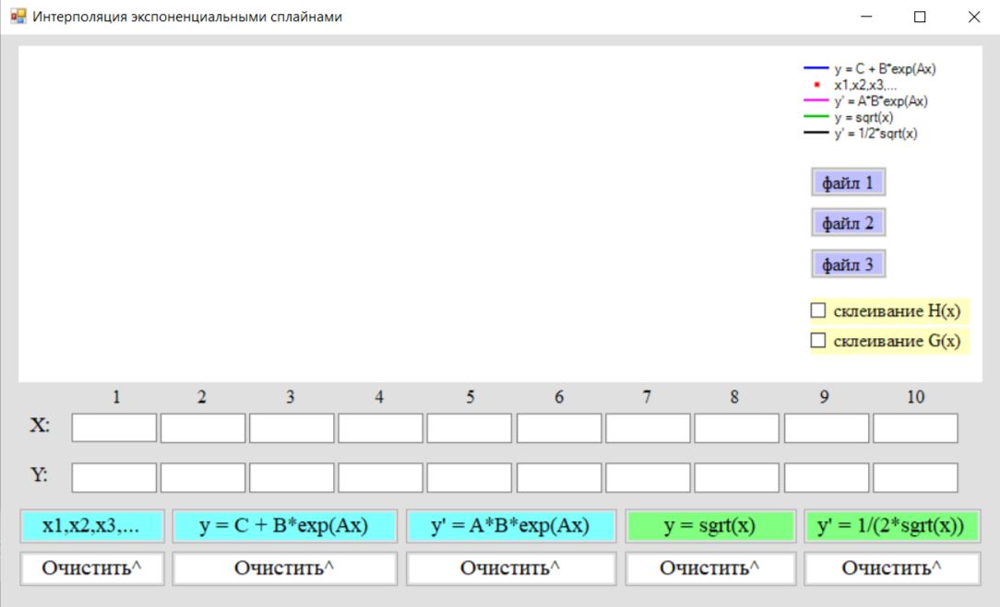 Интерполяция экспоненциальными сплайнами
y = C + B*exp(Ax)
x1,x2,x3,...
y' = A*B*exp(Ax)
y = sqrt(x)
y' = 1/2*sqrt(x)
файл 1
файл 2
файл 3
склеивание H(x)
склеивание G(x)
1 2 3 4 5 6 7 8 9 10
X:
Y:
x1,x2,x3,... y = C + B*exp(Ax) y' = A*B*exp(Ax) y = sgrt(x) y' = 1/(2*sgrt(x))
Очистить^ Очистить^ Очистить^ Очистить^ Очистить^